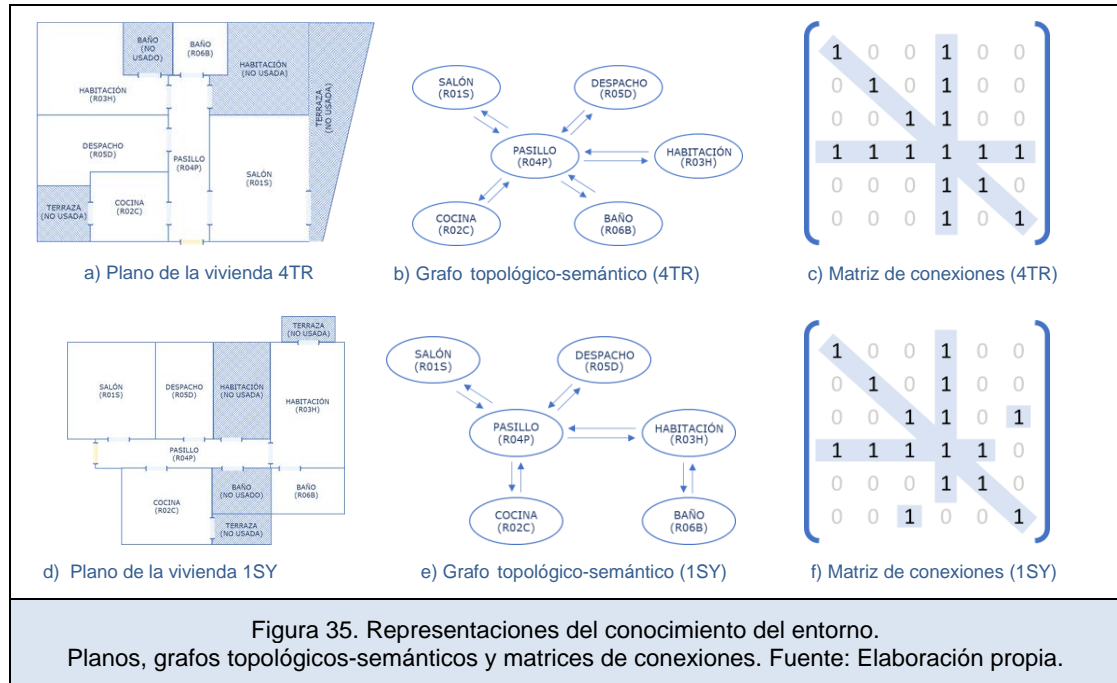 BAÑO
(NO
USADO)
BAÑO
(R06B)
HABITACIÓN
(NO USADA)
TERRAZA
(NO USADA)
HABITACIÓN
(R03H)
DESPACHO
(R05D)
PASILLO
(R04P)
SALÓN
(R01S)
TERRAZA
(NO USADA)
COCINA
(R02C)
a) Plano de la vivienda 4TR
SALÓN
(R01S)
DESPACHO
(R05D)
PASILLO
(R04P)
HABITACIÓN
(R03H)
COCINA
(R02C)
BAÑO
(R06B)
b) Grafo topológico-semántico (4TR)
1 0 0 1 0 0
0 1 0 1 0 0
0 0 1 1 0 0
1 1 1 1 1 1
0 0 0 1 1 0
0 0 0 1 0 1
c) Matriz de conexiones (4TR)
TERRAZA
(NO USADA)
SALÓN
(R01S)
DESPACHO
(R05D)
HABITACIÓN
(NO USADA)
HABITACIÓN
(R03H)
PASILLO
(R04P)
COCINA
(R02C)
BAÑO
(NO USADO)
BAÑO
(R06B)
TERRAZA
(NO USADA)
d) Plano de la vivienda 1SY
SALÓN
(R01S)
DESPACHO
(R05D)
PASILLO
(R04P)
HABITACIÓN
(R03H)
COCINA
(R02C)
BAÑO
(R06B)
e) Grafo topológico-semántico (1SY)
1 0 0 1 0 0
0 1 0 1 0 0
0 0 1 1 0 1
1 1 1 1 1 0
0 0 0 1 1 0
0 0 1 0 0 1
f) Matriz de conexiones (1SY)
Figura 35. Representaciones del conocimiento del entorno.
Planos, grafos topológicos-semánticos y matrices de conexiones. Fuente: Elaboración propia.